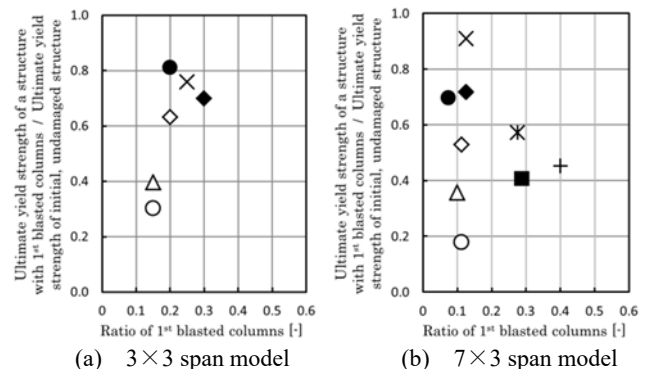 Ultimate yield strength of a structure
with 1st blasted columns / Ultimate yield
strength of initial, undamaged structure
1.0
0.8
0.6
0.4
0.2
0.0
0 0.1 0.2 0.3 0.4 0.5 0.6
Ratio of 1st blasted columns [-]
(a) 3×3 span model
Ultimate yield strength of a structure
with 1st blasted columns / Ultimate yield
strength of initial, undamaged structure
1.0
0.8
0.6
0.4
0.2
0.0
0 0.1 0.2 0.3 0.4 0.5 0.6
Ratio of 1st blasted columns [-]
(b) 7×3 span model